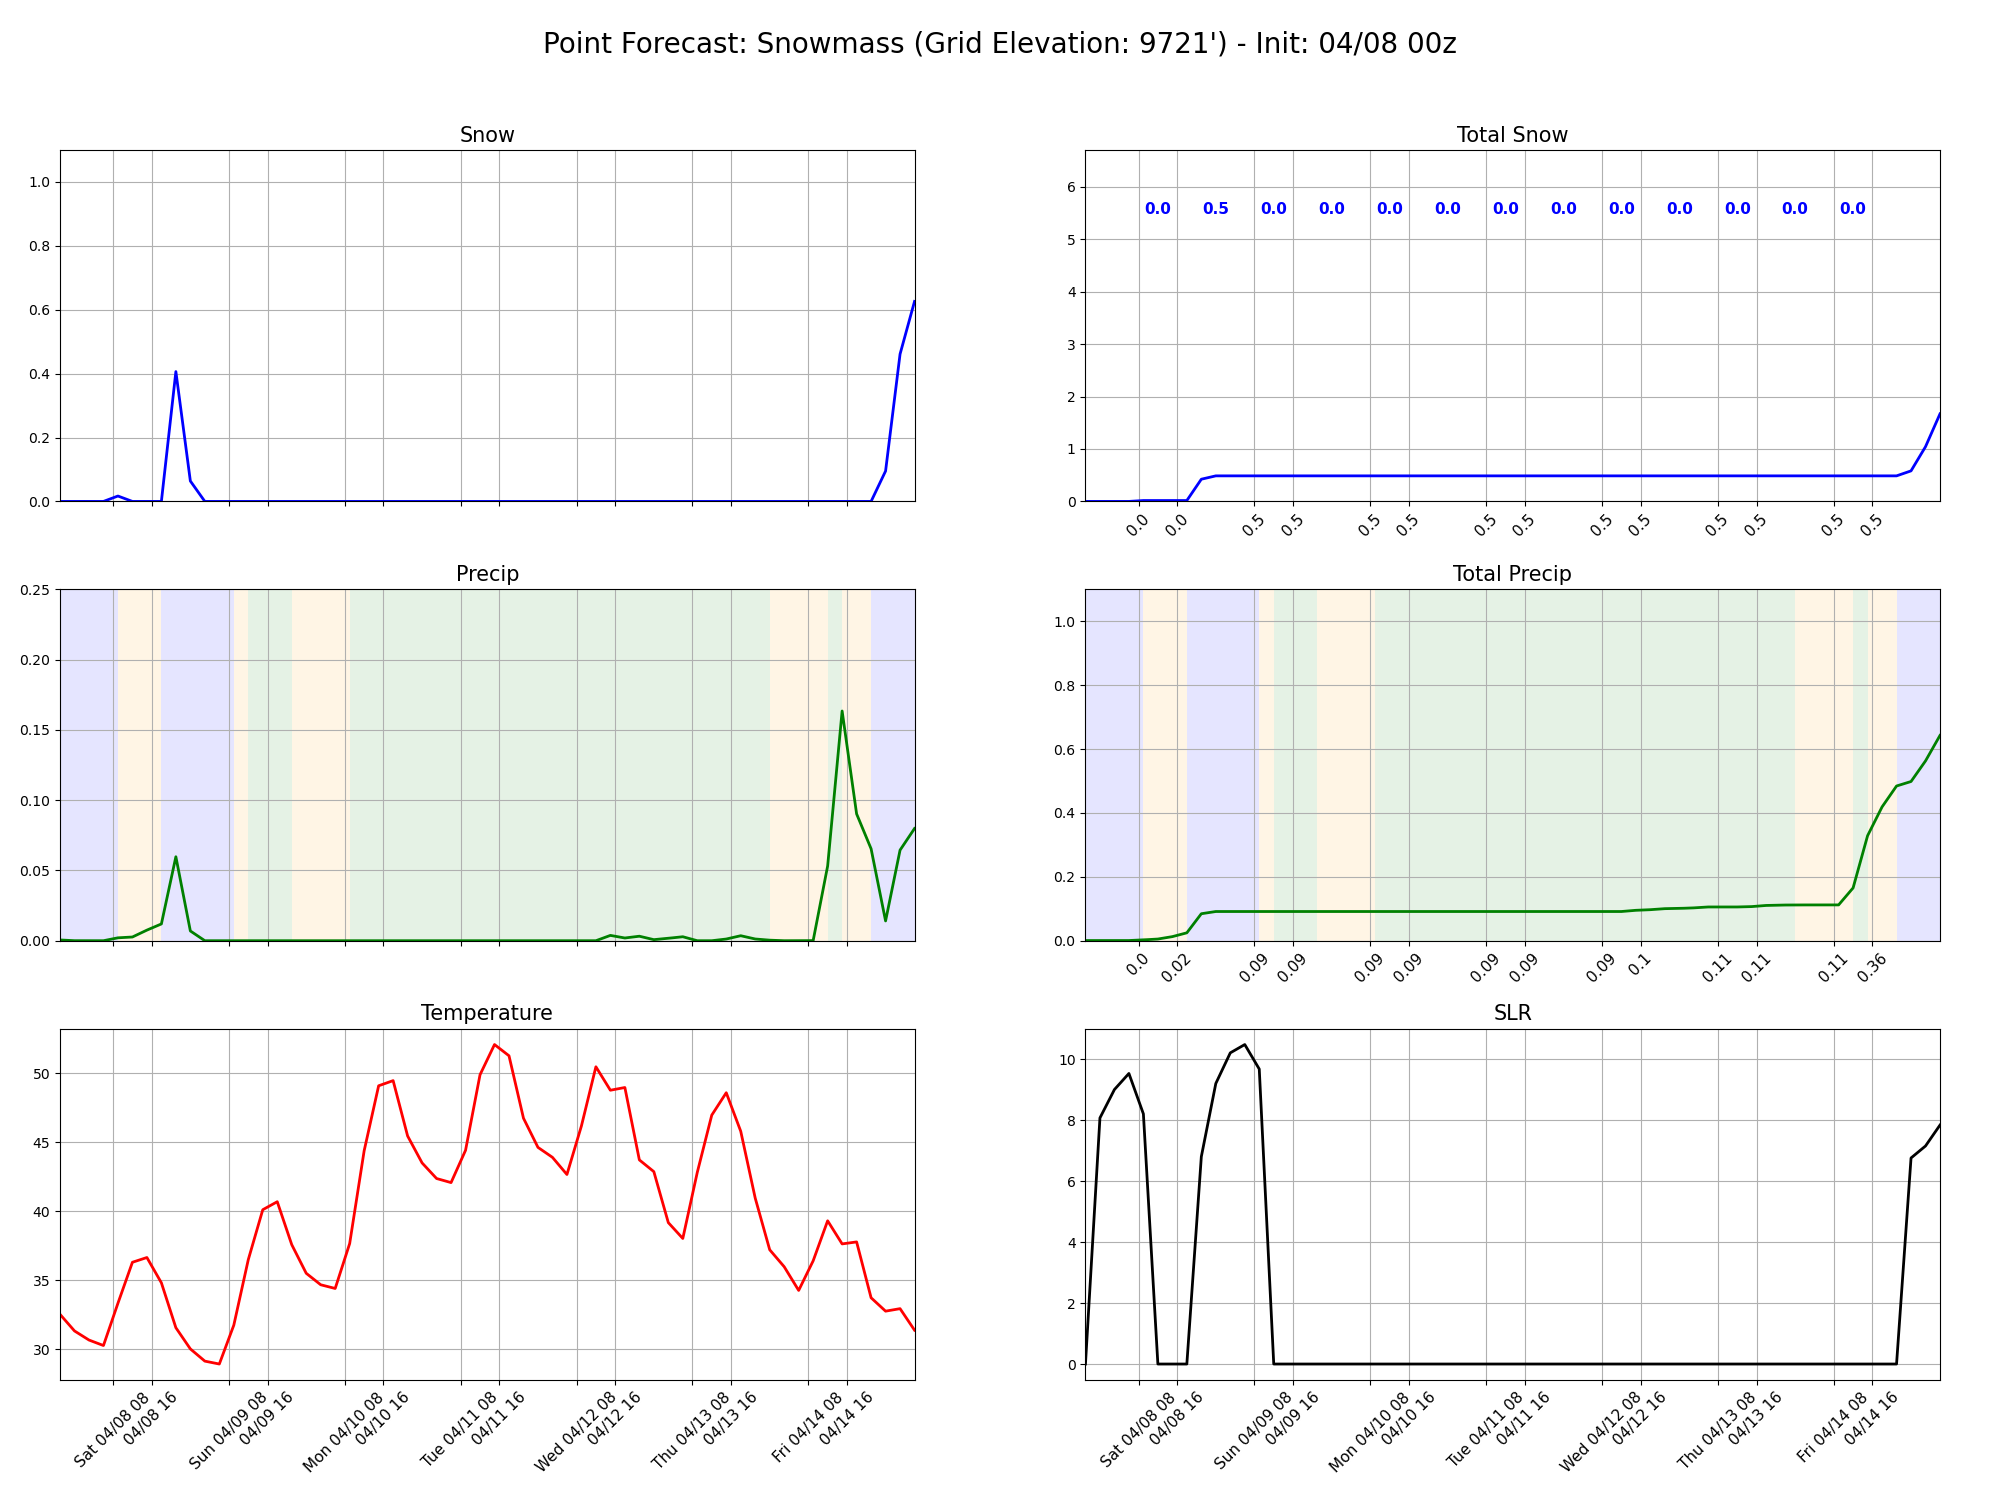 Point Forecast: Snowmass (Grid Elevation: 9721') - Init: 04/08 00z
Snow
1.0
0.8
0.6
0.4
0.2
0.0
Total Snow
6
5
4
3
2
1
0
0.0 0.5 0.0 0.0 0.0 0.0 0.0 0.0 0.0 0.0 0.0 0.0 0.0
0.0 0.0 0.5 0.5 0.5 0.5 0.5 0.5 0.5 0.5 0.5 0.5 0.5 0.5
Precip
0.25
0.20
0.15
0.10
0.05
0.00
Total Precip
1.0
0.8
0.6
0.4
0.2
0.0
0.0 0.02 0.09 0.09 0.09 0.09 0.09 0.09 0.09 0.1 0.11 0.11 0.11 0.36
Temperature
50
45
40
35
30
Sat 04/08 08
04/08 16
Sun 04/09 08
04/09 16
Mon 04/10 08
04/10 16
Tue 04/11 08
04/11 16
Wed 04/12 08
04/12 16
Thu 04/13 08
04/13 16
Fri 04/14 08
04/14 16
SLR
10
8
6
4
2
0
Sat 04/08 08
04/08 16
Sun 04/09 08
04/09 16
Mon 04/10 08
04/10 16
Tue 04/11 08
04/11 16
Wed 04/12 08
04/12 16
Thu 04/13 08
04/13 16
Fri 04/14 08
04/14 16